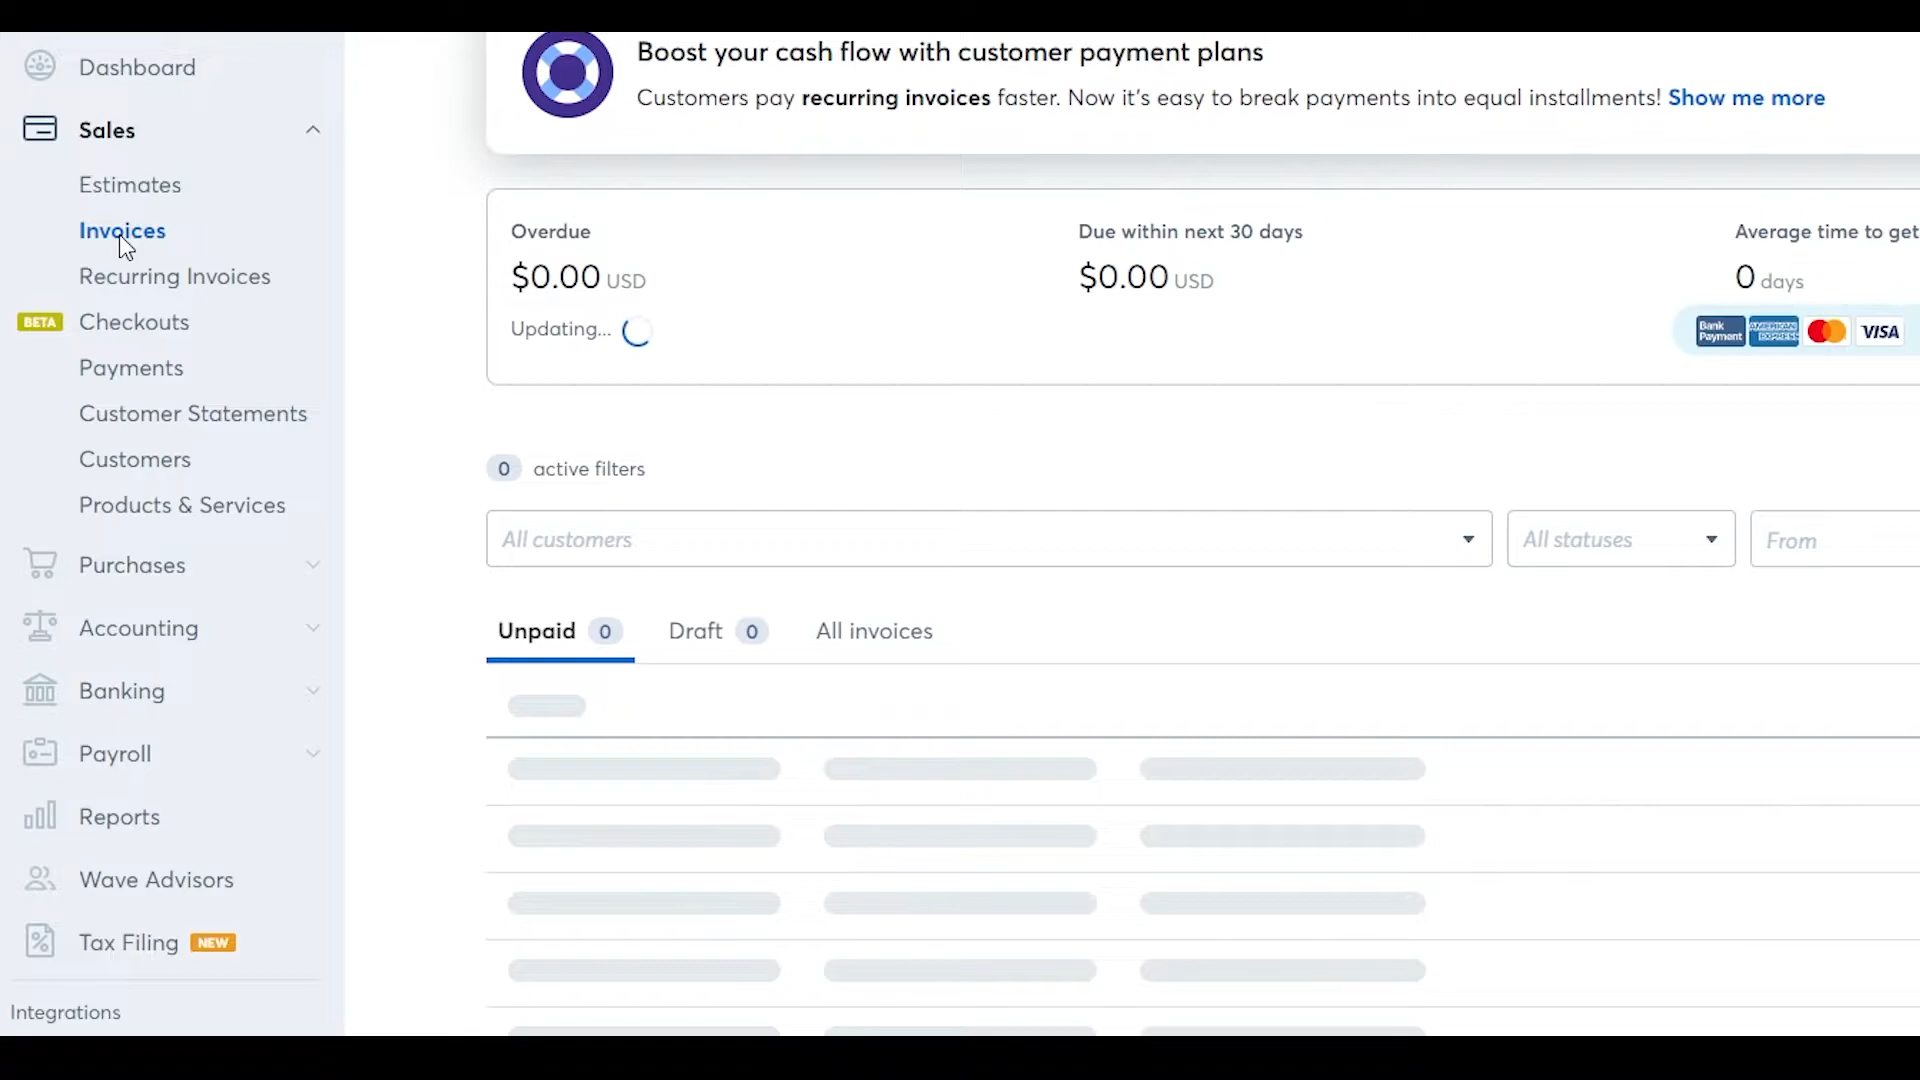 Dashboard
Sales
Estimates
Invoices
Recurring Invoices
BETA Checkouts
Payments
Customer Statements
Customers
Products & Services
Purchases
Accounting
Banking
Payroll
Reports
Wave Advisors
Tax Filing NEW
Integrations
Boost your cash flow with customer payment plans
Customers pay recurring invoices faster. Now it's easy to break payments into equal installments! Show me more
Overdue
$0.00 USD
Updating...
Due within next 30 days
$0.00 USD
Average time to get
0 days
Bank Payment AMERICAN EXPRESS VISA
0 active filters
All customers
All statuses
From
Unpaid 0 Draft 0 All invoices